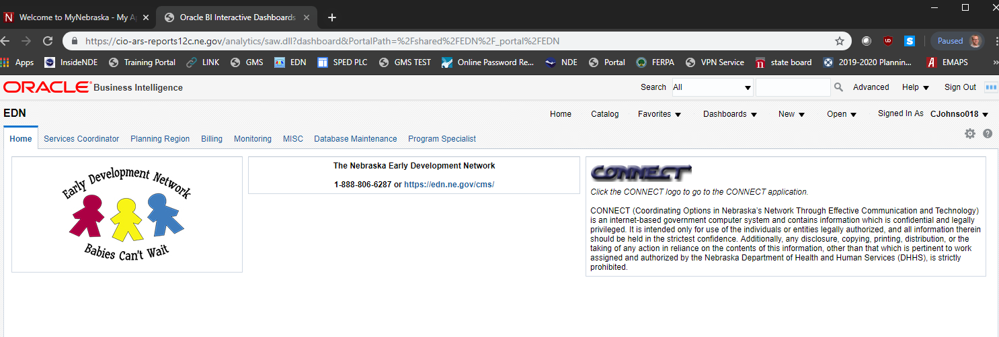 Welcome to MyNebraska - My Ap
Oracle BI Interactive Dashboards
https://cio-ars-reports12c.ne.gov/analytics/saw.dll?dashboard&PortalPath=%2Fshared%2FEDN%2F_portal%2FEDN
UD
S
Paused
Apps InsideNDE Training Portal LINK GMS EDN SPED PLC GMS TEST Online Password Re... NDE Portal FERPA VPN Service state board 2019-2020 Plannin... EMAPS »
ORACLE Business Intelligence
Search All Advanced Help Sign Out
EDN
Home Catalog Favorites Dashboards New Open Signed In As CJohnso018
Home Services Coordinator Planning Region Billing Monitoring MISC Database Maintenance Program Specialist
Early Development Network
Babies Can't Wait
The Nebraska Early Development Network
1-888-806-6287 or https://edn.ne.gov/cms/
CONNECT
Click the CONNECT logo to go to the CONNECT application.
CONNECT (Coordinating Options in Nebraska's Network Through Effective Communication and Technology)
is an internet-based government computer system and contains information which is confidential and legally
privileged. It is intended only for use of the individuals or entities legally authorized, and all information therein
should be held in the strictest confidence. Additionally, any disclosure, copying, printing, distribution, or the
taking of any action in reliance on the contents of this information, other than that which is pertinent to work
assigned and authorized by the Nebraska Department of Health and Human Services (DHHS), is strictly
prohibited.